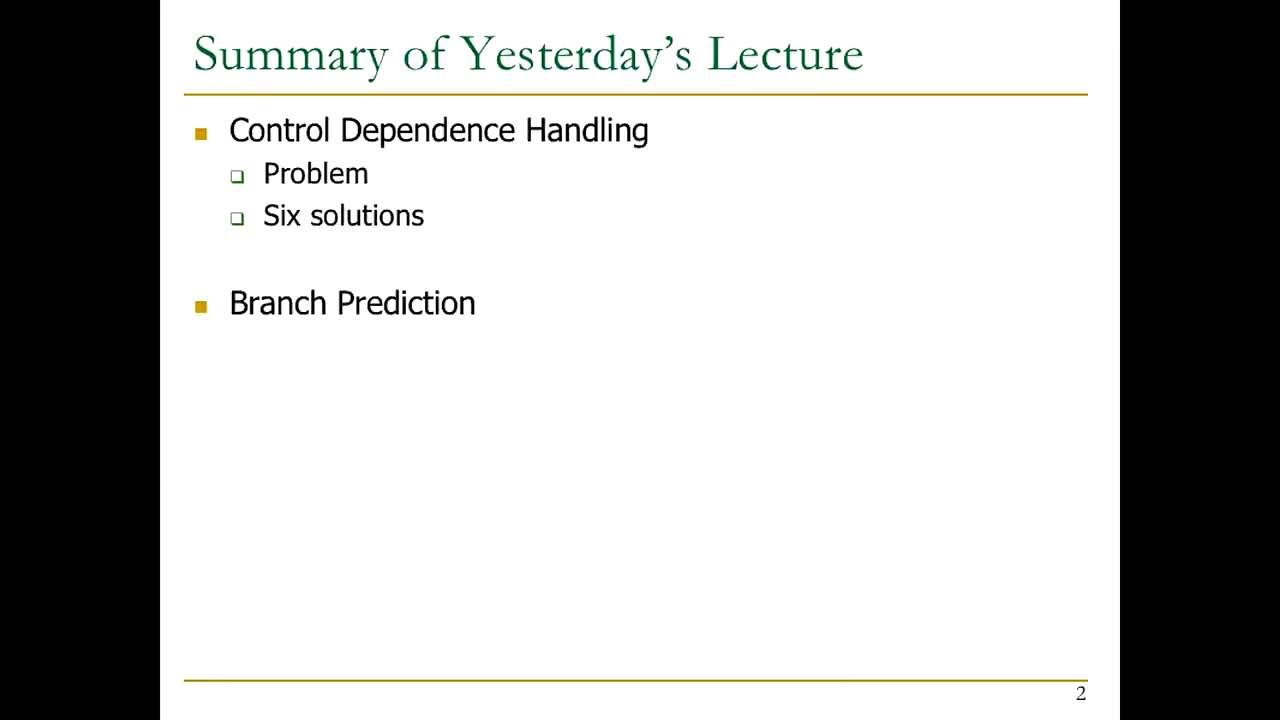 Summary of Yesterday’s Lecture
Control Dependence Handling
Problem
Six solutions
Branch Prediction
2